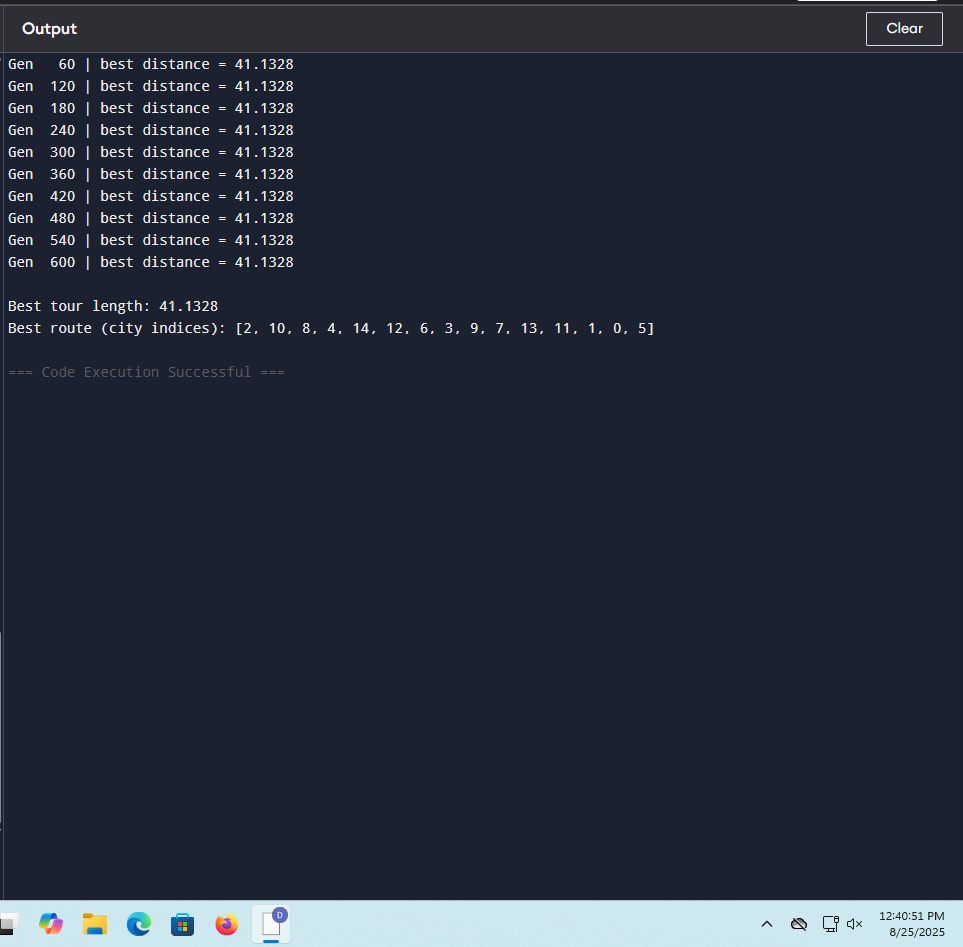 Output
Clear
Gen   60 | best distance = 41.1328
Gen  120 | best distance = 41.1328
Gen  180 | best distance = 41.1328
Gen  240 | best distance = 41.1328
Gen  300 | best distance = 41.1328
Gen  360 | best distance = 41.1328
Gen  420 | best distance = 41.1328
Gen  480 | best distance = 41.1328
Gen  540 | best distance = 41.1328
Gen  600 | best distance = 41.1328
Best tour length: 41.1328
Best route (city indices): [2, 10, 8, 4, 14, 12, 6, 3, 9, 7, 13, 11, 1, 0, 5]
=== Code Execution Successful ===
D
12:40:51 PM
8/25/2025